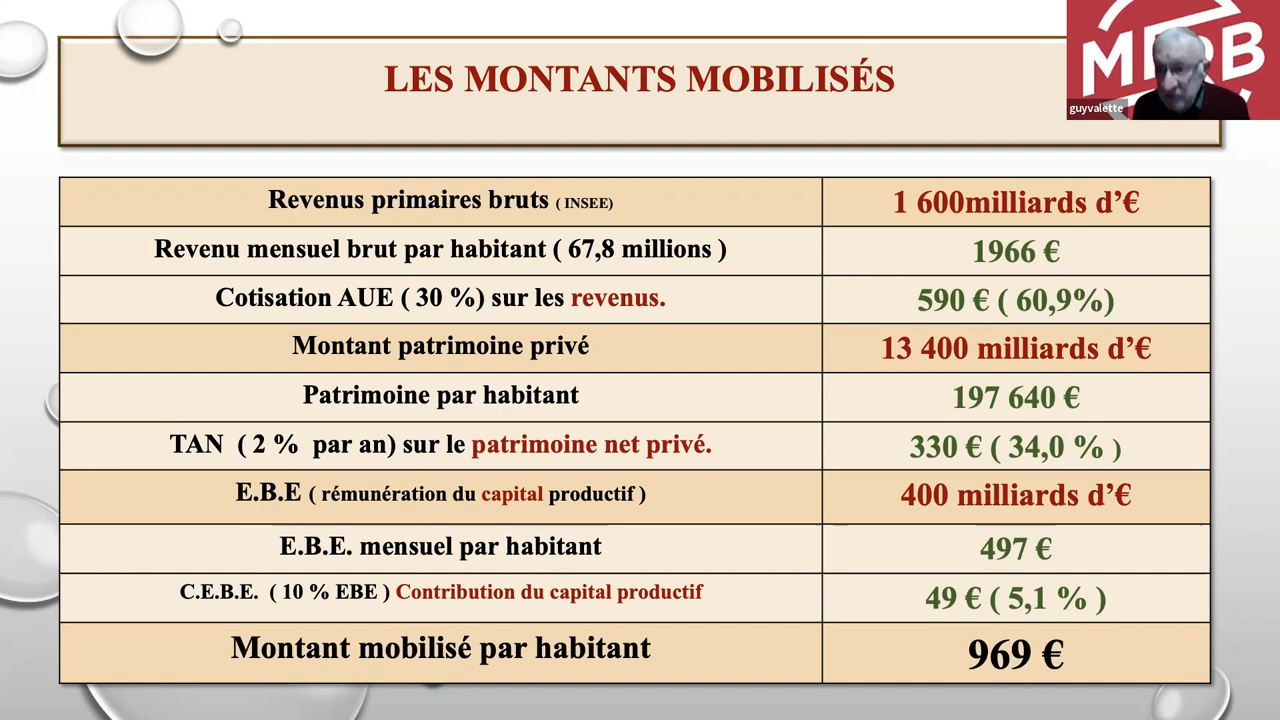 LES MONTANTS MOBILISÉS
guyvalette
Revenus primaires bruts ( INSEE)
1 600milliards d’€
Revenu mensuel brut par habitant ( 67,8 millions )
1966 €
Cotisation AUE ( 30 %) sur les revenus.
590 € ( 60,9%)
Montant patrimoine privé
13 400 milliards d’€
Patrimoine par habitant
197 640 €
TAN ( 2 % par an) sur le patrimoine net privé.
330 € ( 34,0 % )
E.B.E ( rémunération du capital productif )
400 milliards d’€
E.B.E. mensuel par habitant
497 €
C.E.B.E. ( 10 % EBE ) Contribution du capital productif
49 € ( 5,1 % )
Montant mobilisé par habitant
969 €